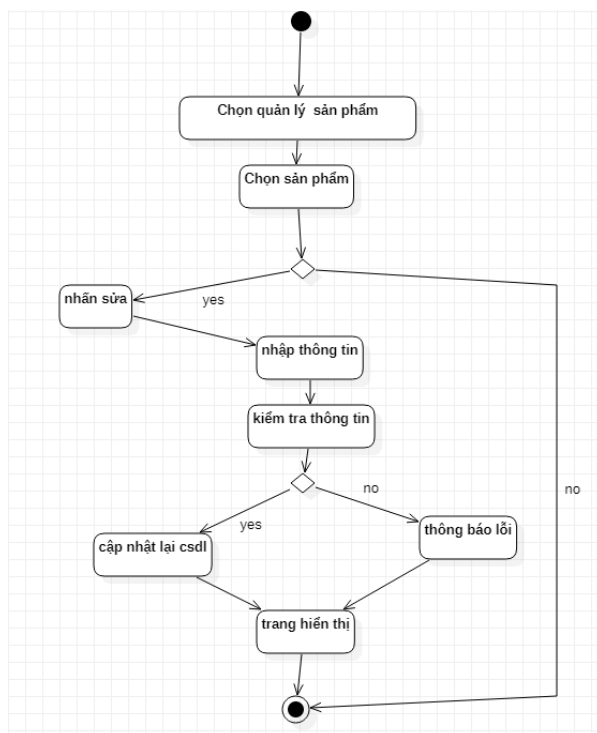 Chọn quản lý  sản phẩm
Chọn sản phẩm
nhấn sửa
yes
nhập thông tin
kiểm tra thông tin
no
no
yes
thông báo lỗi
cập nhật lại csdl
trang hiển thị